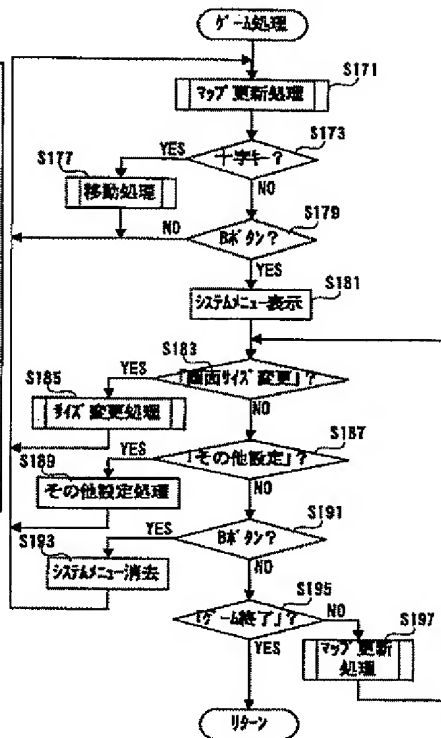 ゲーム処理
S171
マップ更新処理
S173
十字キー?
YES
S177
移動処理
NO
S179
NO
Bボタン?
YES
S181
システムメニュー表示
S183
YES
「画面サイズ変更」?
S185
サイズ変更処理
NO
S187
YES
「その他設定」?
S189
その他設定処理
NO
S191
YES
Bボタン?
S193
システムメニュー消去
NO
S195
NO
「ゲーム終了」?
S197
YES
マップ更新
処理
リターン